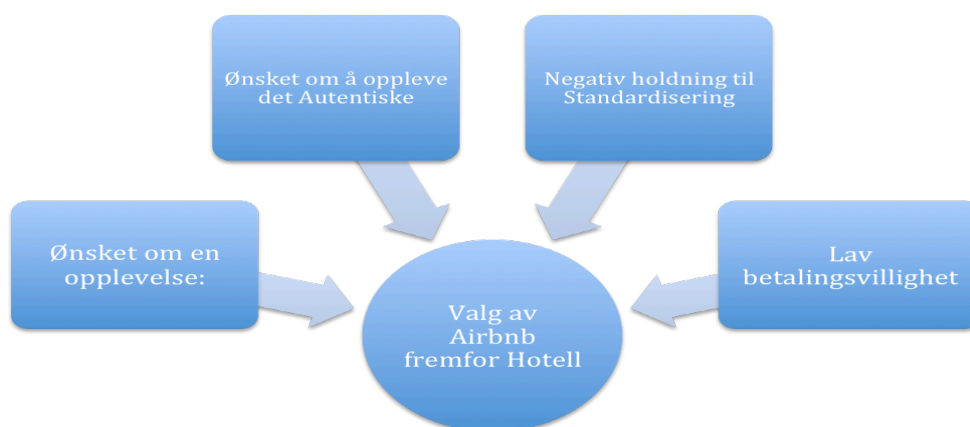 Ønsket om å oppleve
det Autentiske
Negativ holdning til
Standardisering
Ønsket om en
opplevelse:
Lav
betalingsvillighet
Valg av
Airbnb
fremfor Hotell